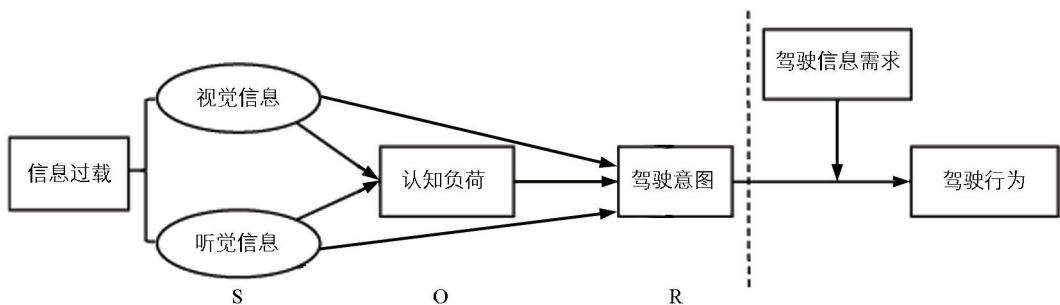 驾驶信息需求
视觉信息
信息过载
认知负荷
驾驶意图
驾驶行为
听觉信息
S
O
R